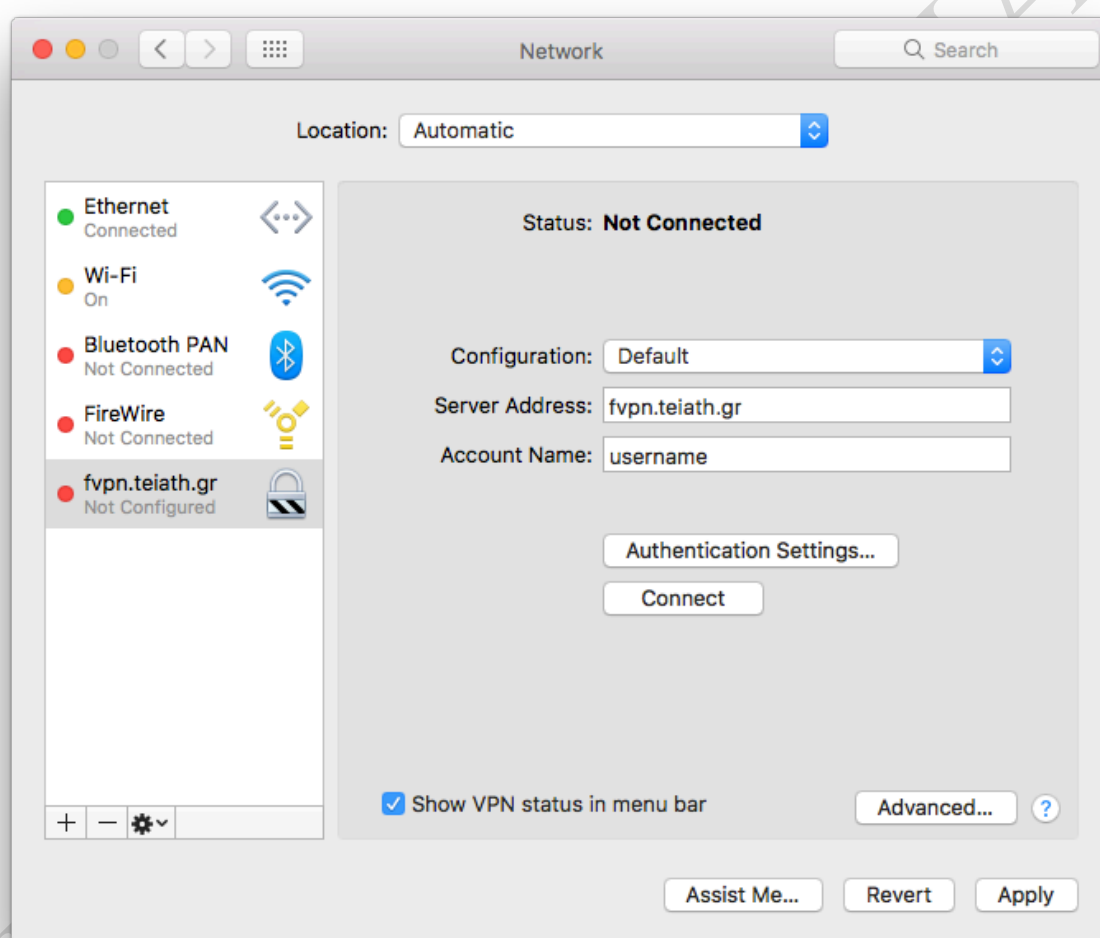 Network
Search
Location: Automatic
Ethernet
Connected
Wi-Fi
On
Bluetooth PAN
Not Connected
FireWire
Not Connected
fvpn.teiath.gr
Not Configured
Status: Not Connected
Configuration: Default
Server Address: fvpn.teiath.gr
Account Name: username
Authentication Settings...
Connect
Show VPN status in menu bar
Advanced... ?
Assist Me... Revert Apply